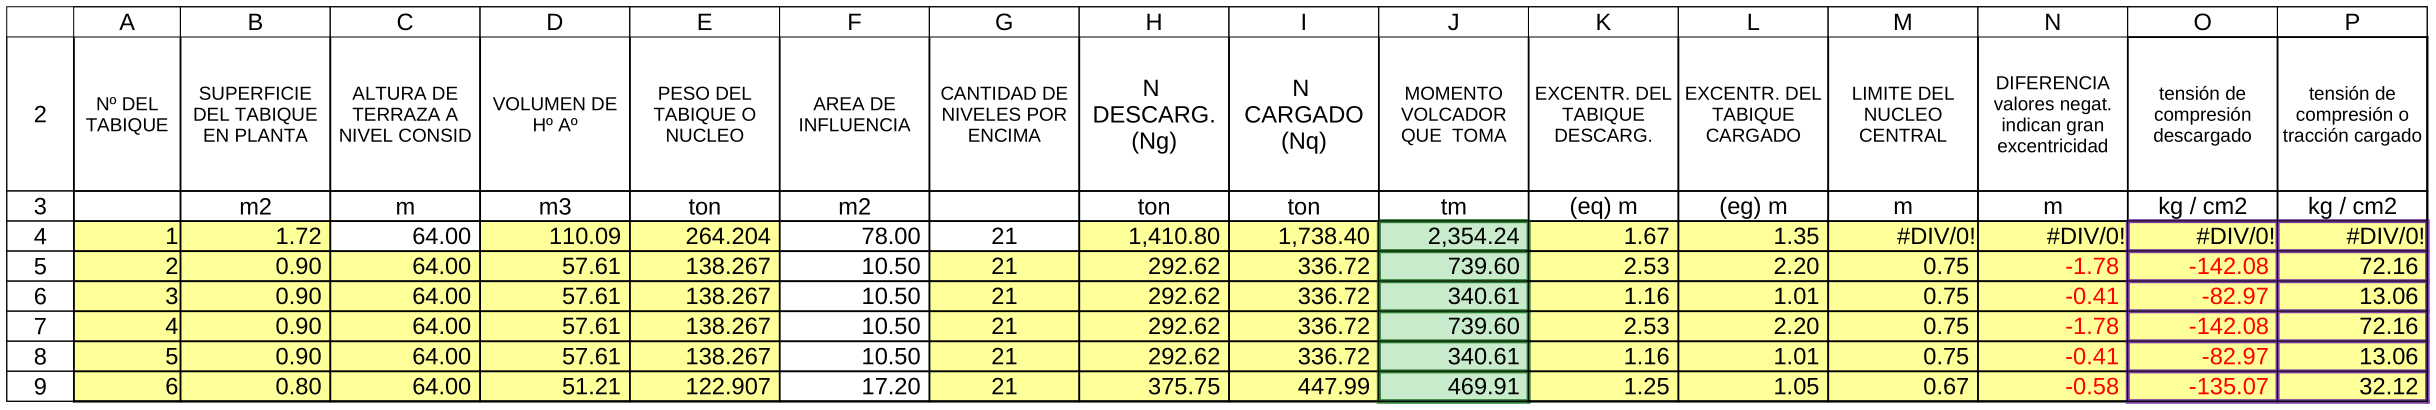 A B C D E F G H I J K L M N O P
2 Nº DEL TABIQUE SUPERFICIE DEL TABIQUE EN PLANTA ALTURA DE TERRAZA A NIVEL CONSID VOLUMEN DE Hº Aº PESO DEL TABIQUE O NUCLEO AREA DE INFLUENCIA CANTIDAD DE NIVELES POR ENCIMA N DESCARG. (Ng) N CARGADO (Nq) MOMENTO VOLCADOR QUE TOMA EXCENTR. DEL TABIQUE DESCARG. EXCENTR. DEL TABIQUE CARGADO LIMITE DEL NUCLEO CENTRAL DIFERENCIA valores negat. indican gran excentricidad tensión de compresión descargado tensión de compresión o tracción cargado
3 m2 m m3 ton m2 ton ton tm (eq) m (eg) m m m kg / cm2 kg / cm2
4 1 1.72 64.00 110.09 264.204 78.00 21 1,410.80 1,738.40 2,354.24 1.67 1.35 #DIV/0! #DIV/0! #DIV/0! #DIV/0!
5 2 0.90 64.00 57.61 138.267 10.50 21 292.62 336.72 739.60 2.53 2.20 0.75 -1.78 -142.08 72.16
6 3 0.90 64.00 57.61 138.267 10.50 21 292.62 336.72 340.61 1.16 1.01 0.75 -0.41 -82.97 13.06
7 4 0.90 64.00 57.61 138.267 10.50 21 292.62 336.72 739.60 2.53 2.20 0.75 -1.78 -142.08 72.16
8 5 0.90 64.00 57.61 138.267 10.50 21 292.62 336.72 340.61 1.16 1.01 0.75 -0.41 -82.97 13.06
9 6 0.80 64.00 51.21 122.907 17.20 21 375.75 447.99 469.91 1.25 1.05 0.67 -0.58 -135.07 32.12